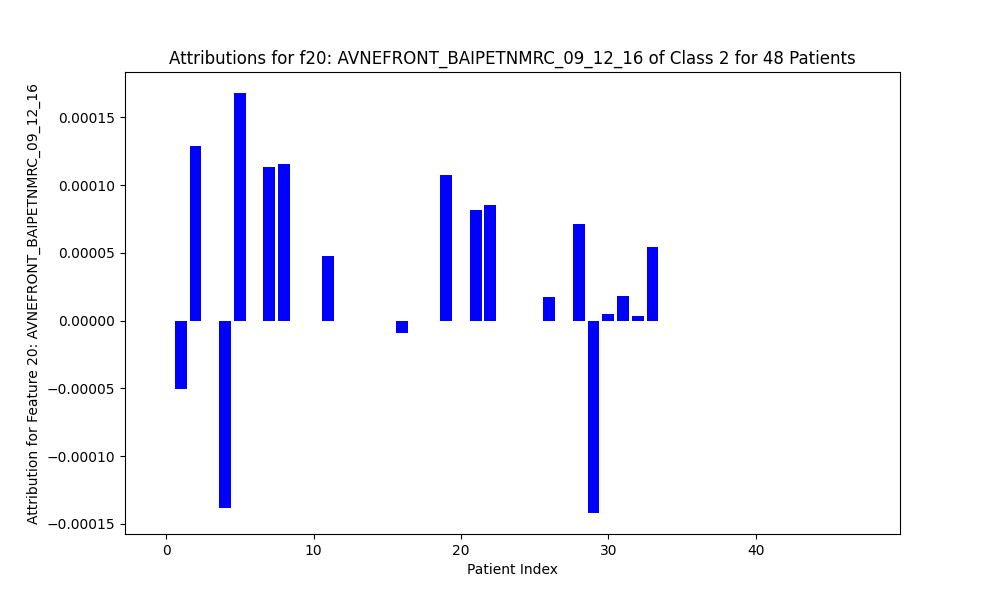 Attributions for f20: AVNEFRONT_BAIPETNMRC_09_12_16 of Class 2 for 48 Patients
Attribution for Feature 20: AVNEFRONT_BAIPETNMRC_09_12_16
0.00015
0.00010
0.00005
0.00000
−0.00005
−0.00010
−0.00015
0 10 20 30 40
Patient Index